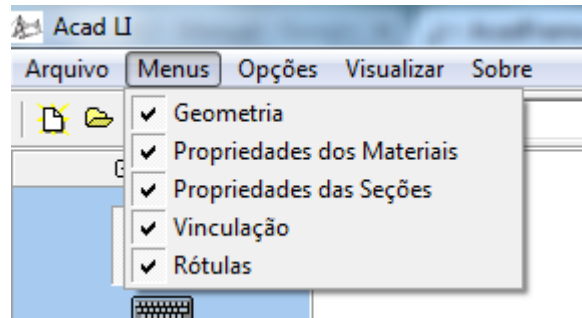 Acad LI
Arquivo Menus Opções Visualizar Sobre
Geometria
Propriedades dos Materiais
Propriedades das Seções
Vinculação
Rótulas